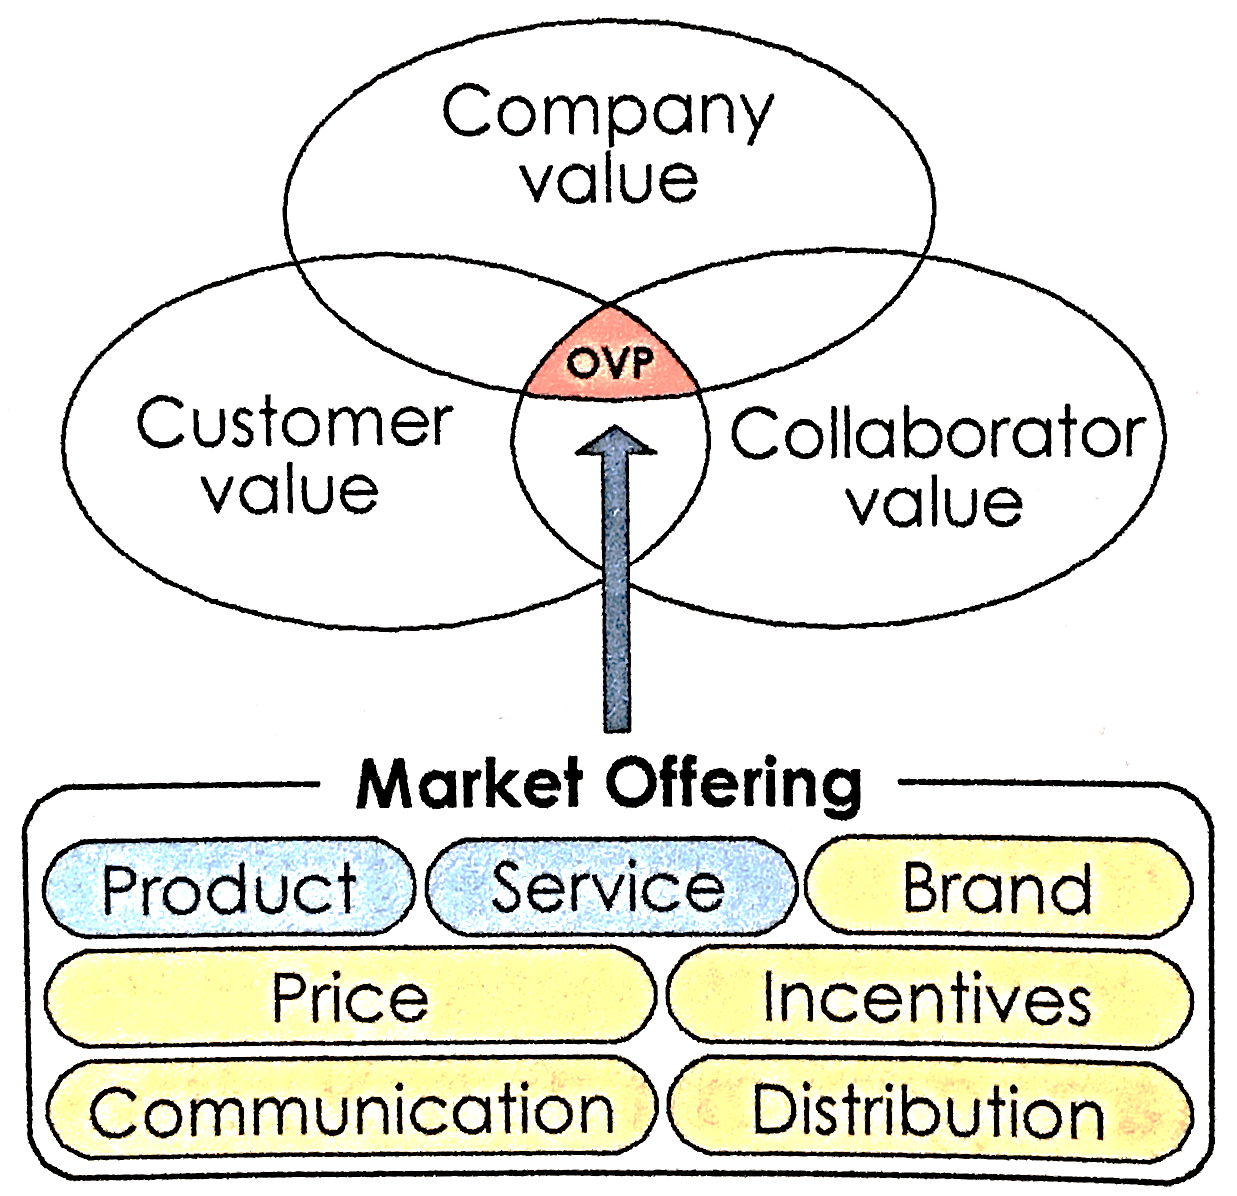 Company
value
OVP
Customer
value
Collaborator
value
Market Offering
Product
Service
Brand
Price
Incentives
Communication
Distribution